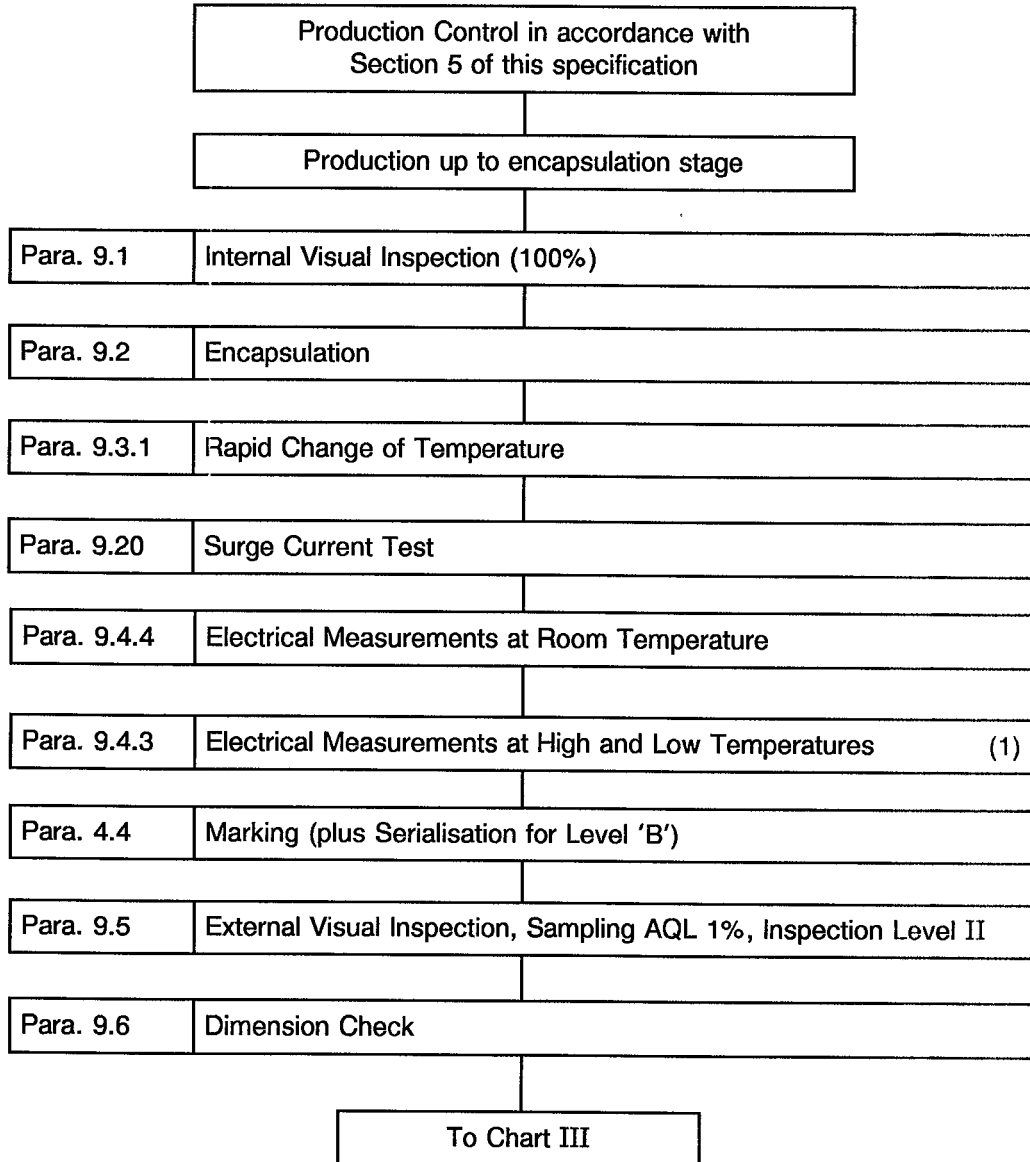 Production Control in accordance with
Section 5 of this specification
Production up to encapsulation stage
Para. 9.1 Internal Visual Inspection (100%)
Para. 9.2 Encapsulation
Para. 9.3.1 Rapid Change of Temperature
Para. 9.20 Surge Current Test
Para. 9.4.4 Electrical Measurements at Room Temperature
Para. 9.4.3 Electrical Measurements at High and Low Temperatures (1)
Para. 4.4 Marking (plus Serialisation for Level 'B')
Para. 9.5 External Visual Inspection, Sampling AQL 1%, Inspection Level II
Para. 9.6 Dimension Check
To Chart III